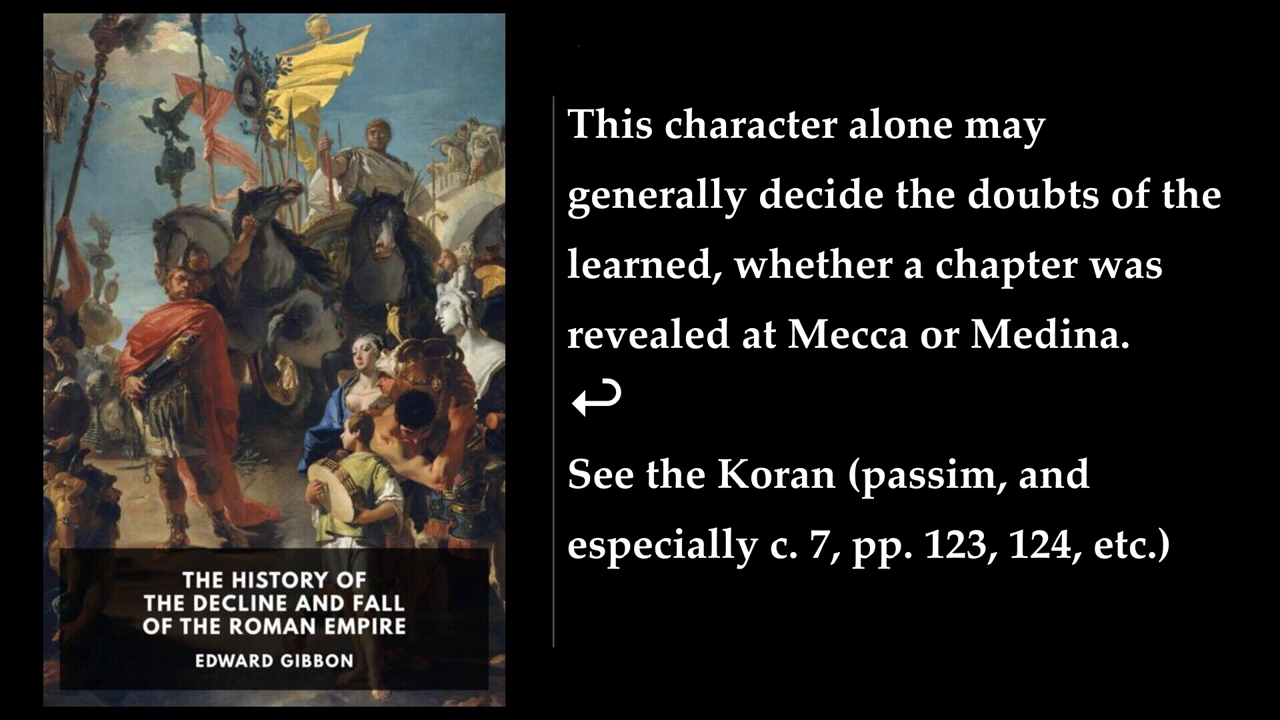 THE HISTORY OF
THE DECLINE AND FALL
OF THE ROMAN EMPIRE
EDWARD GIBBON
This character alone may
generally decide the doubts of the
learned, whether a chapter was
revealed at Mecca or Medina.
↩
See the Koran (passim, and
especially c. 7, pp. 123, 124, etc.)